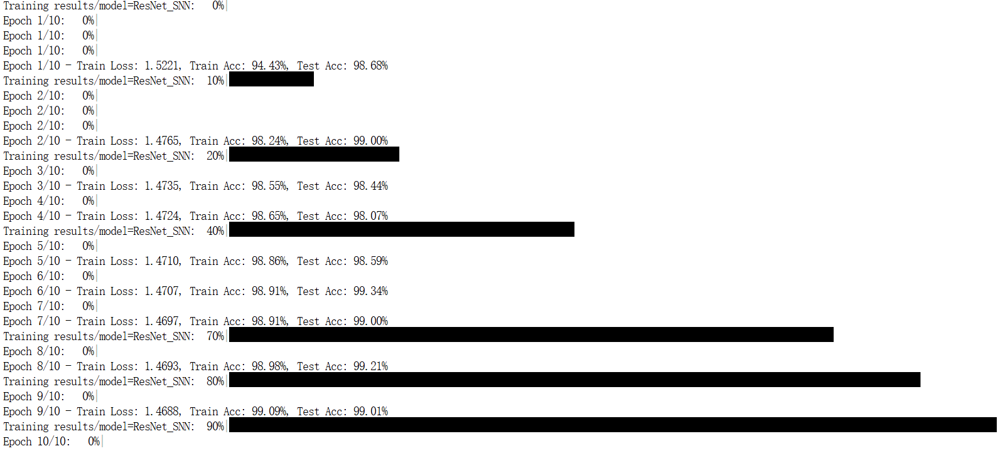 Training results/model=ResNet_SNN:   0%|
Epoch 1/10:   0%|
Epoch 1/10:   0%|
Epoch 1/10:   0%|
Epoch 1/10 - Train Loss: 1.5221, Train Acc: 94.43%, Test Acc: 98.68%
Training results/model=ResNet_SNN:  10%|
Epoch 2/10:   0%|
Epoch 2/10:   0%|
Epoch 2/10:   0%|
Epoch 2/10 - Train Loss: 1.4765, Train Acc: 98.24%, Test Acc: 99.00%
Training results/model=ResNet_SNN:  20%|
Epoch 3/10:   0%|
Epoch 3/10 - Train Loss: 1.4735, Train Acc: 98.55%, Test Acc: 98.44%
Epoch 4/10:   0%|
Epoch 4/10 - Train Loss: 1.4724, Train Acc: 98.65%, Test Acc: 98.07%
Training results/model=ResNet_SNN:  40%|
Epoch 5/10:   0%|
Epoch 5/10 - Train Loss: 1.4710, Train Acc: 98.86%, Test Acc: 98.59%
Epoch 6/10:   0%|
Epoch 6/10 - Train Loss: 1.4707, Train Acc: 98.91%, Test Acc: 99.34%
Epoch 7/10:   0%|
Epoch 7/10 - Train Loss: 1.4697, Train Acc: 98.91%, Test Acc: 99.00%
Training results/model=ResNet_SNN:  70%|
Epoch 8/10:   0%|
Epoch 8/10 - Train Loss: 1.4693, Train Acc: 98.98%, Test Acc: 99.21%
Training results/model=ResNet_SNN:  80%|
Epoch 9/10:   0%|
Epoch 9/10 - Train Loss: 1.4688, Train Acc: 99.09%, Test Acc: 99.01%
Training results/model=ResNet_SNN:  90%|
Epoch 10/10:   0%|